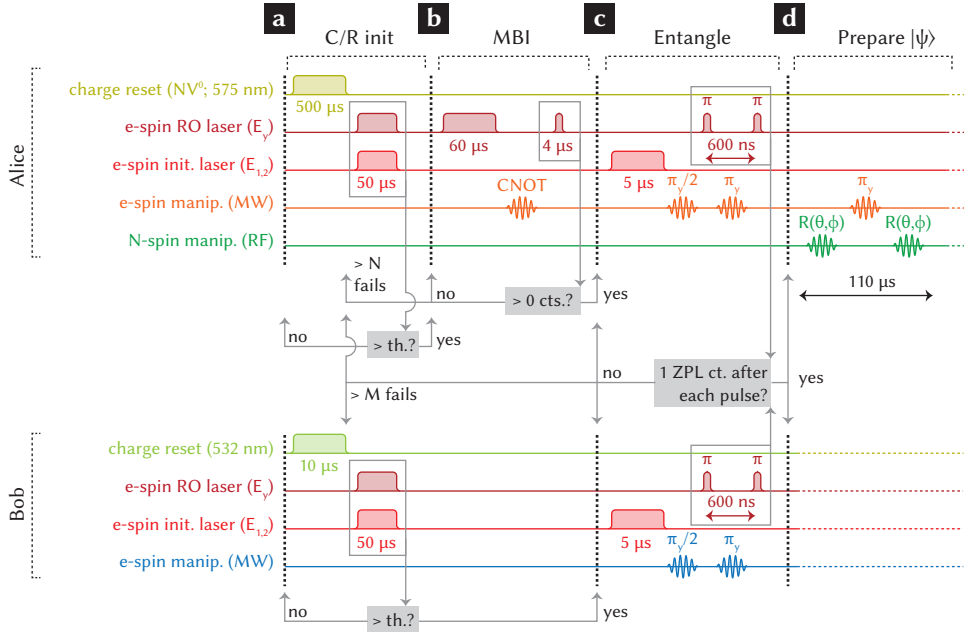 a b c d
C/R init MBI Entangle Prepare |ψ⟩
Alice
charge reset (NV⁰; 575 nm)
500 µs
e-spin RO laser (E_y)
60 µs 4 µs π π
600 ns
e-spin init. laser (E_1,2)
50 µs 5 µs
CNOT π_y/2 π_y π_y
e-spin manip. (MW)
R(θ,ϕ) R(θ,ϕ)
N-spin manip. (RF)
> N
fails
no > 0 cts.? yes
110 µs
no > th.? yes
no 1 ZPL ct. after
each pulse? yes
> M fails
Bob
charge reset (532 nm)
10 µs
e-spin RO laser (E_y)
π π
600 ns
e-spin init. laser (E_1,2)
50 µs 5 µs
π_y/2 π_y
e-spin manip. (MW)
no > th.? yes